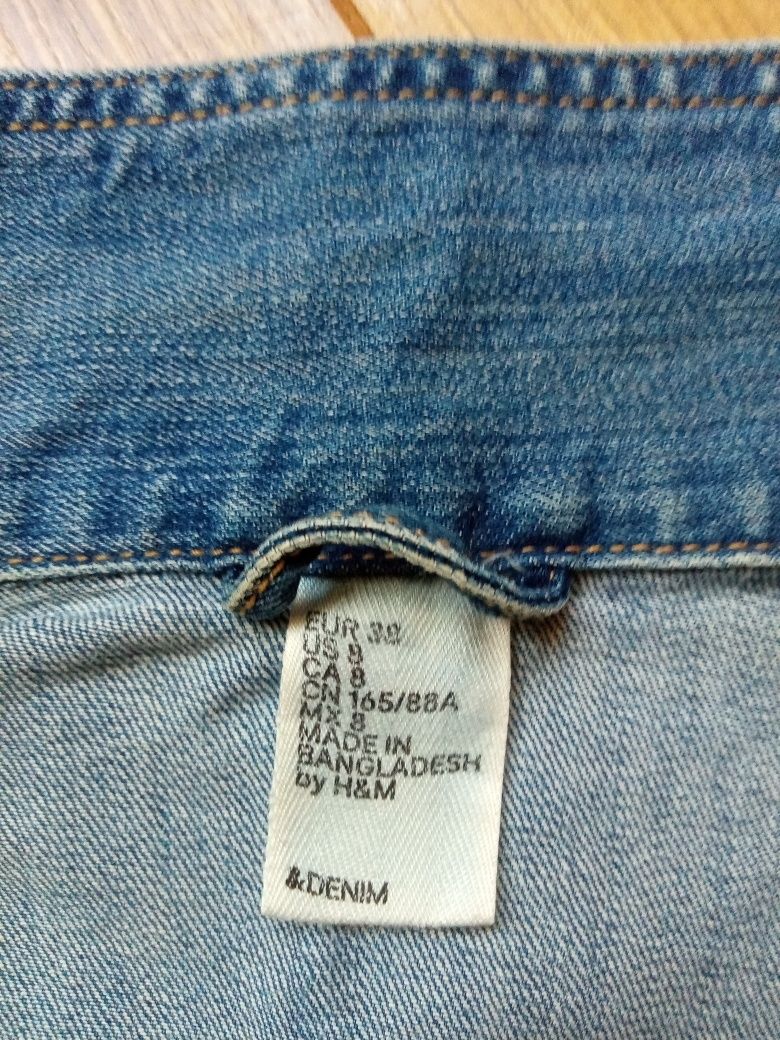 EUR 38
US 8
CA 8
CN 165/88A
MX 8
MADE IN
BANGLADESH
by H&M
&DENIM